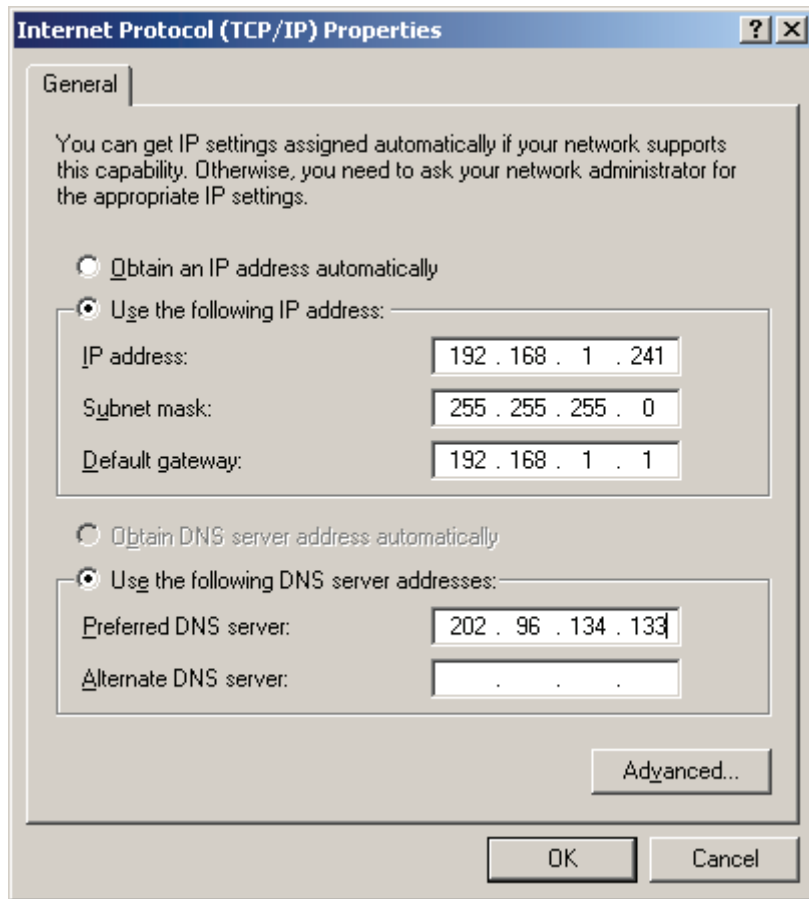 Internet Protocol (TCP/IP) Properties
General
You can get IP settings assigned automatically if your network supports
this capability. Otherwise, you need to ask your network administrator for
the appropriate IP settings.
Obtain an IP address automatically
Use the following IP address:
IP address: 192 . 168 . 1 . 241
Subnet mask: 255 . 255 . 255 . 0
Default gateway: 192 . 168 . 1 . 1
Obtain DNS server address automatically
Use the following DNS server addresses:
Preferred DNS server: 202 . 96 . 134 . 133
Alternate DNS server: . . .
Advanced...
OK Cancel